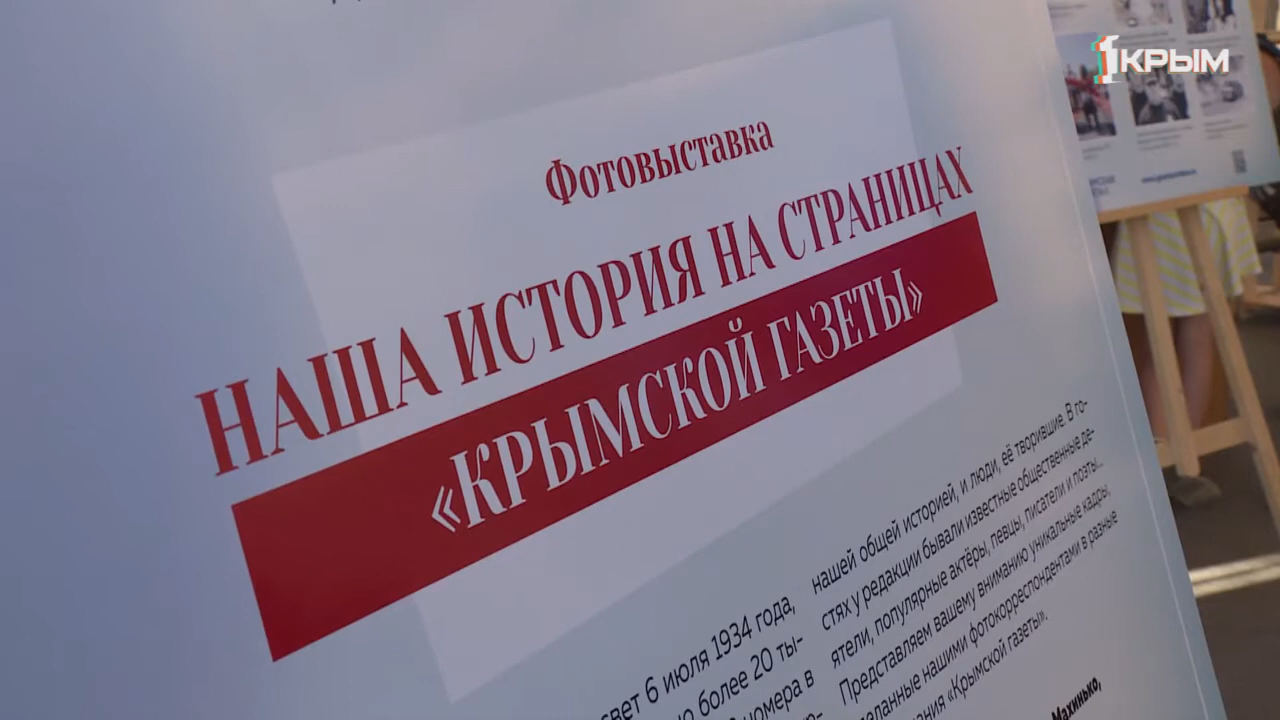 1КРЫМ
Фотовыставка
НАША ИСТОРИЯ НА СТРАНИЦАХ
«КРЫМСКОЙ ГАЗЕТЫ»
свет 6 июля 1934 года,
более 20 ты-
номера в
нашей общей историей, и люди, её творившие. В го-
стях у редакции бывали известные общественные де-
ятели, популярные актёры, певцы, писатели и поэты...
Представляем вашему вниманию уникальные кадры,
сделанные нашими фотокорреспондентами в разные
«Крымской газеты».
Махинько,